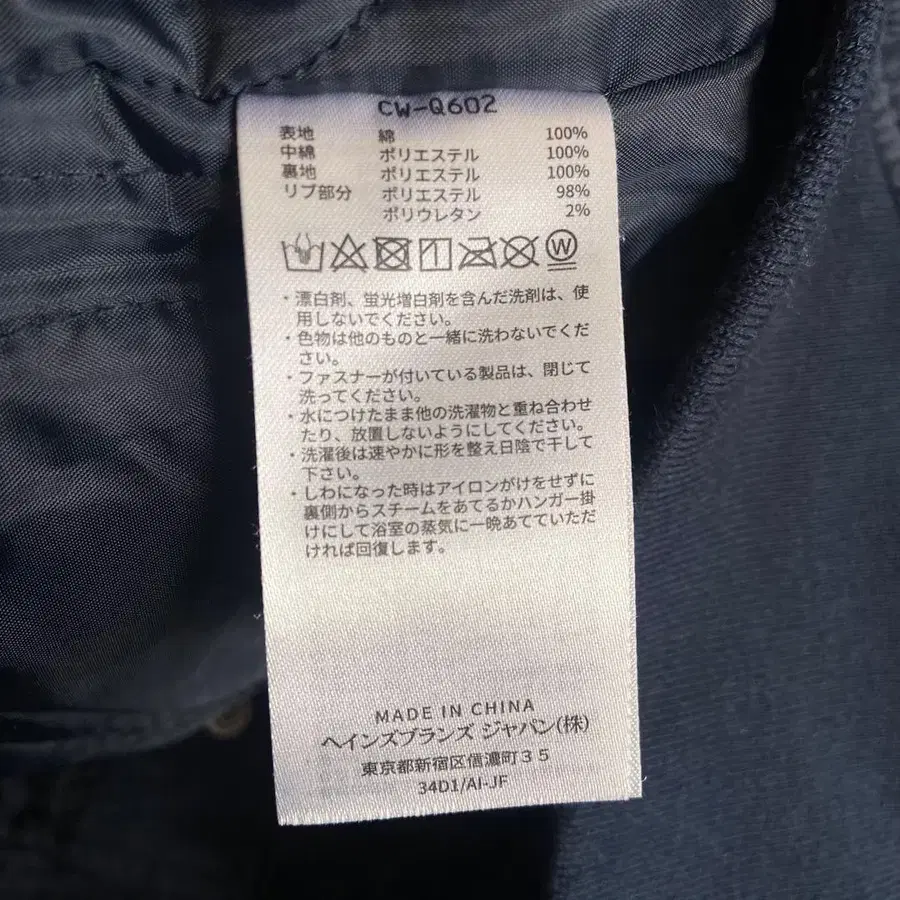 CW-Q602
表地 綿 100%
中綿 ポリエステル 100%
裏地 ポリエステル 100%
リブ部分 ポリエステル 98%
ポリウレタン 2%
W
・漂白剤、蛍光増白剤を含んだ洗剤は、使
用しないでください。
・色物は他のものと一緒に洗わないでくだ
さい。
・ファスナーが付いている製品は、閉じて
洗ってください。
・水につけたまま他の洗濯物と重ね合わせ
たり、放置しないようにしてください。
・洗濯後は速やかに形を整え日陰で干して
下さい。
・しわになった時はアイロンがけをせずに
裏側からスチームをあてるかハンガー掛
けにして浴室の蒸気に一晩あてていただ
ければ回復します。
MADE IN CHINA
ヘインズブランズ ジャパン(株)
東京都新宿区信濃町35
34D1/AI-JF